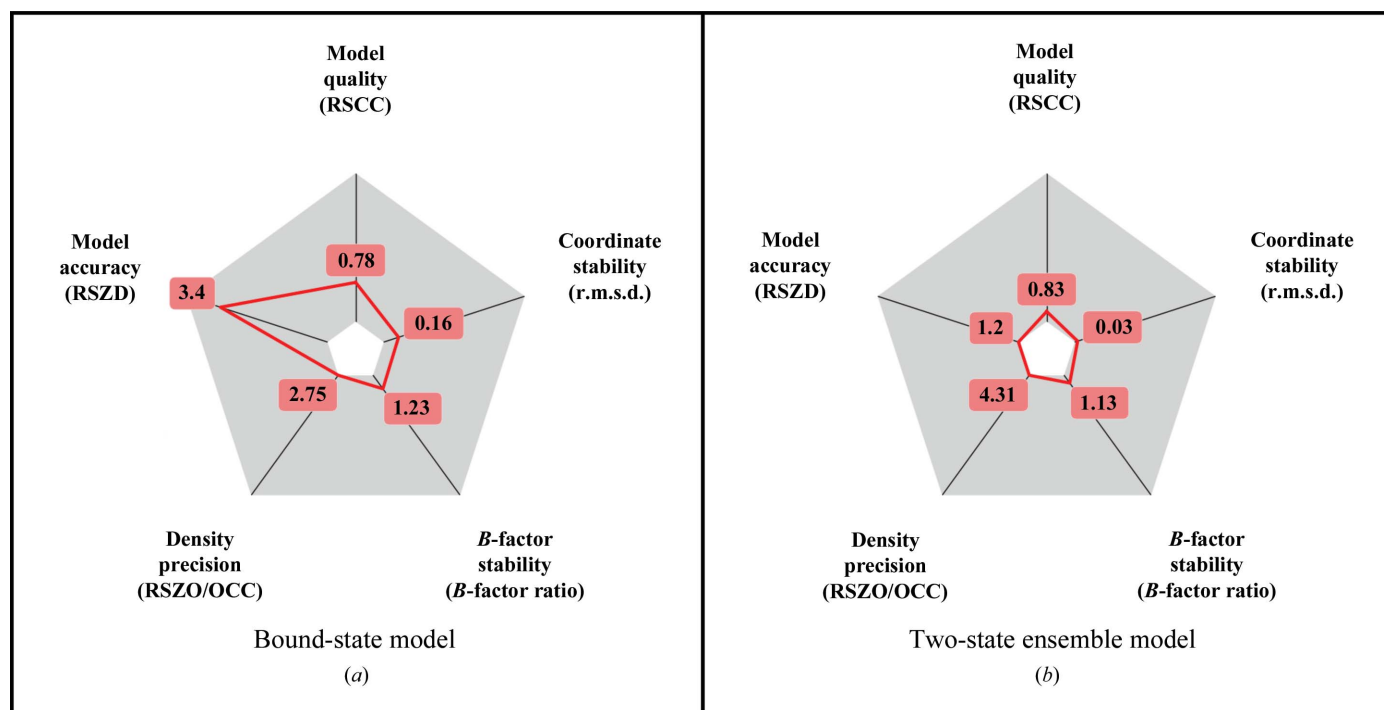 Model
quality
(RSCC)
0.78
Coordinate
stability
(r.m.s.d.)
0.16
Model
accuracy
(RSZD)
3.4
2.75
1.23
Density
precision
(RSZO/OCC)
B-factor
stability
(B-factor ratio)
Bound-state model
(a)
Model
quality
(RSCC)
0.83
Coordinate
stability
(r.m.s.d.)
0.03
Model
accuracy
(RSZD)
1.2
4.31
1.13
Density
precision
(RSZO/OCC)
B-factor
stability
(B-factor ratio)
Two-state ensemble model
(b)